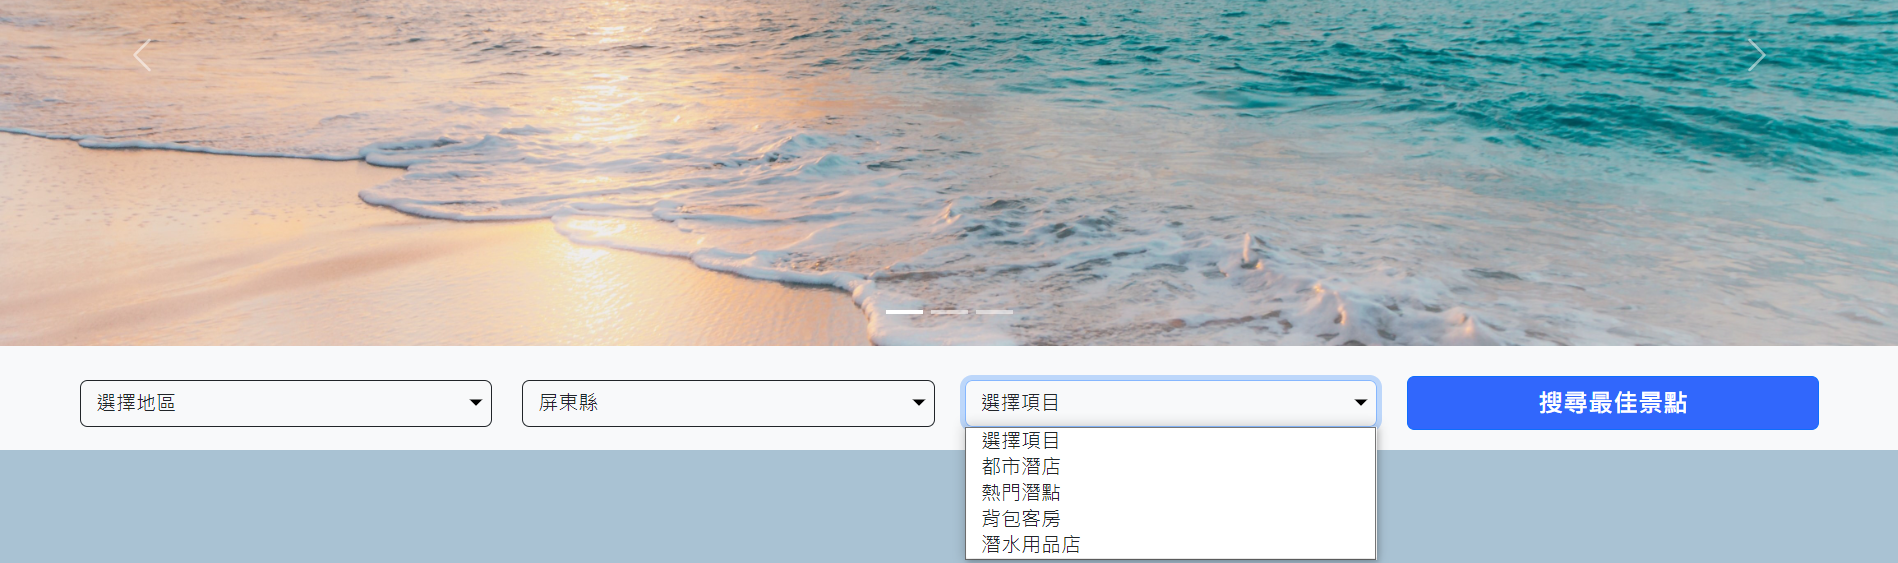 選擇地區
屏東縣
選擇項目
搜尋最佳景點
選擇項目
都市潛店
熱門潛點
背包客房
潛水用品店